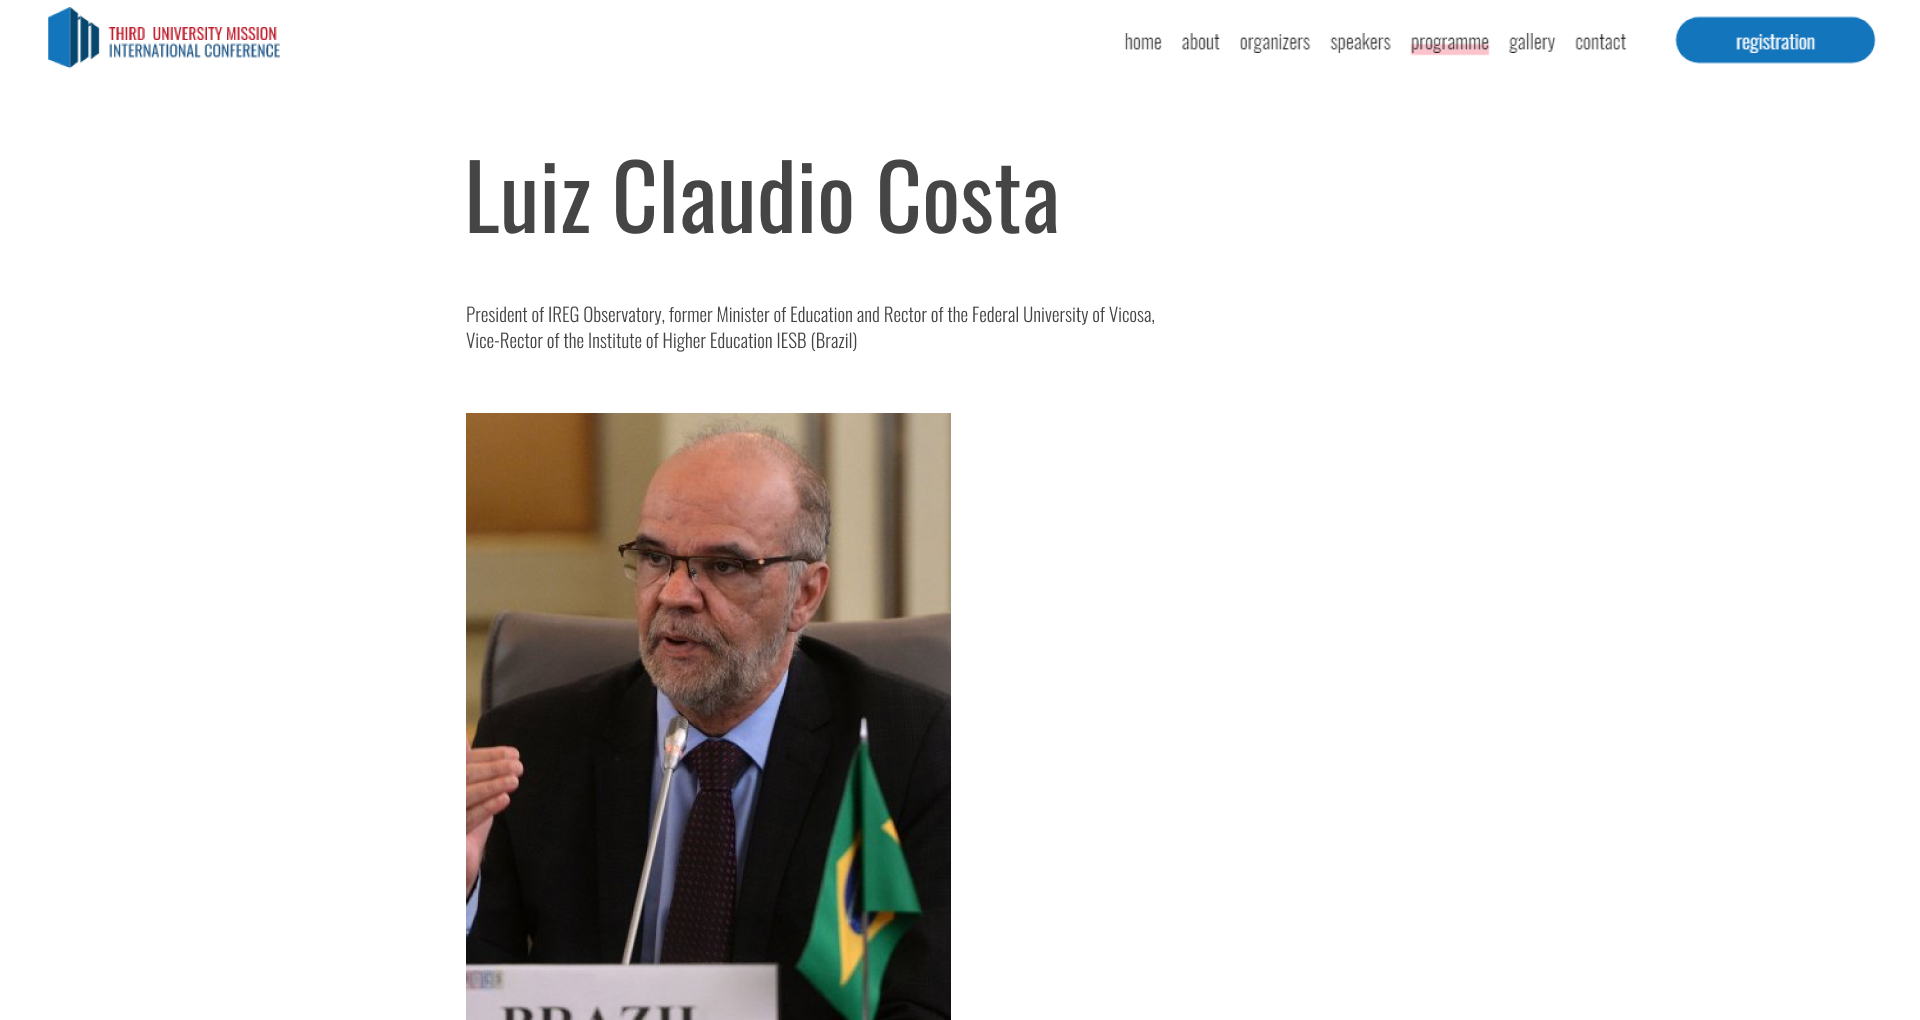 THIRD UNIVERSITY MISSION
INTERNATIONAL CONFERENCE
home about organizers speakers programme gallery contact registration
Luiz Claudio Costa
President of IREG Observatory, former Minister of Education and Rector of the Federal University of Vicosa,
Vice-Rector of the Institute of Higher Education IESB (Brazil)
BRAZIL